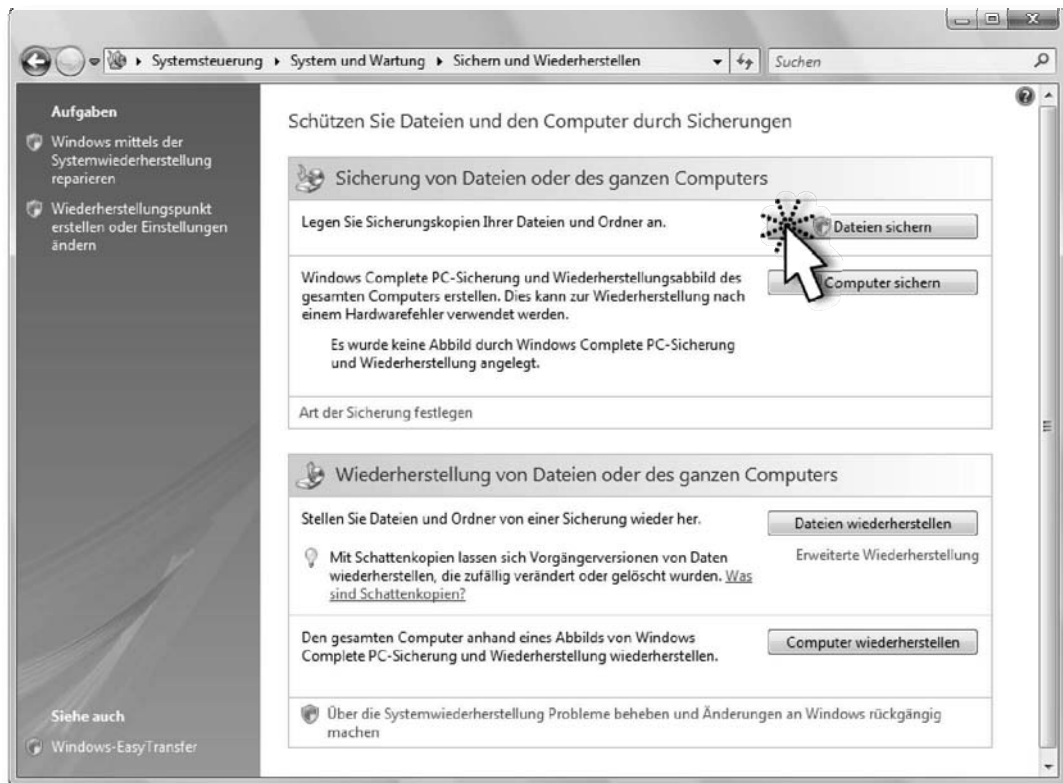 Systemsteuerung ▸ System und Wartung ▸ Sichern und Wiederherstellen
Suchen
Aufgaben
Windows mittels der
Systemwiederherstellung
reparieren
Wiederherstellungspunkt
erstellen oder Einstellungen
ändern
Siehe auch
Windows-EasyTransfer
Schützen Sie Dateien und den Computer durch Sicherungen
Sicherung von Dateien oder des ganzen Computers
Legen Sie Sicherungskopien Ihrer Dateien und Ordner an.
Dateien sichern
Windows Complete PC-Sicherung und Wiederherstellungsabbild des
gesamten Computers erstellen. Dies kann zur Wiederherstellung nach
einem Hardwarefehler verwendet werden.
Computer sichern
Es wurde keine Abbild durch Windows Complete PC-Sicherung
und Wiederherstellung angelegt.
Art der Sicherung festlegen
Wiederherstellung von Dateien oder des ganzen Computers
Stellen Sie Dateien und Ordner von einer Sicherung wieder her.
Dateien wiederherstellen
Erweiterte Wiederherstellung
Mit Schattenkopien lassen sich Vorgängerversionen von Daten
wiederherstellen, die zufällig verändert oder gelöscht wurden. Was
sind Schattenkopien?
Den gesamten Computer anhand eines Abbilds von Windows
Complete PC-Sicherung und Wiederherstellung wiederherstellen.
Computer wiederherstellen
Über die Systemwiederherstellung Probleme beheben und Änderungen an Windows rückgängig
machen